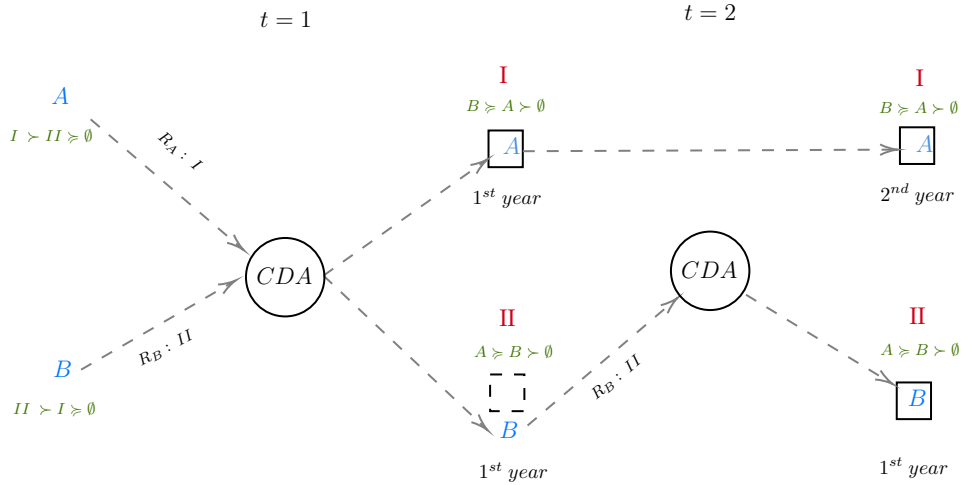 t = 1
t = 2
I
I
A
B ≽ A ≻ ∅
B ≽ A ≻ ∅
I ≻ II ≽ ∅
R_A : I
A
A
1^{st} year
2^{nd} year
CDA
CDA
II
II
R_B : II
A ≽ B ≻ ∅
A ≽ B ≻ ∅
B
R_B : II
B
II ≻ I ≽ ∅
B
1^{st} year
1^{st} year